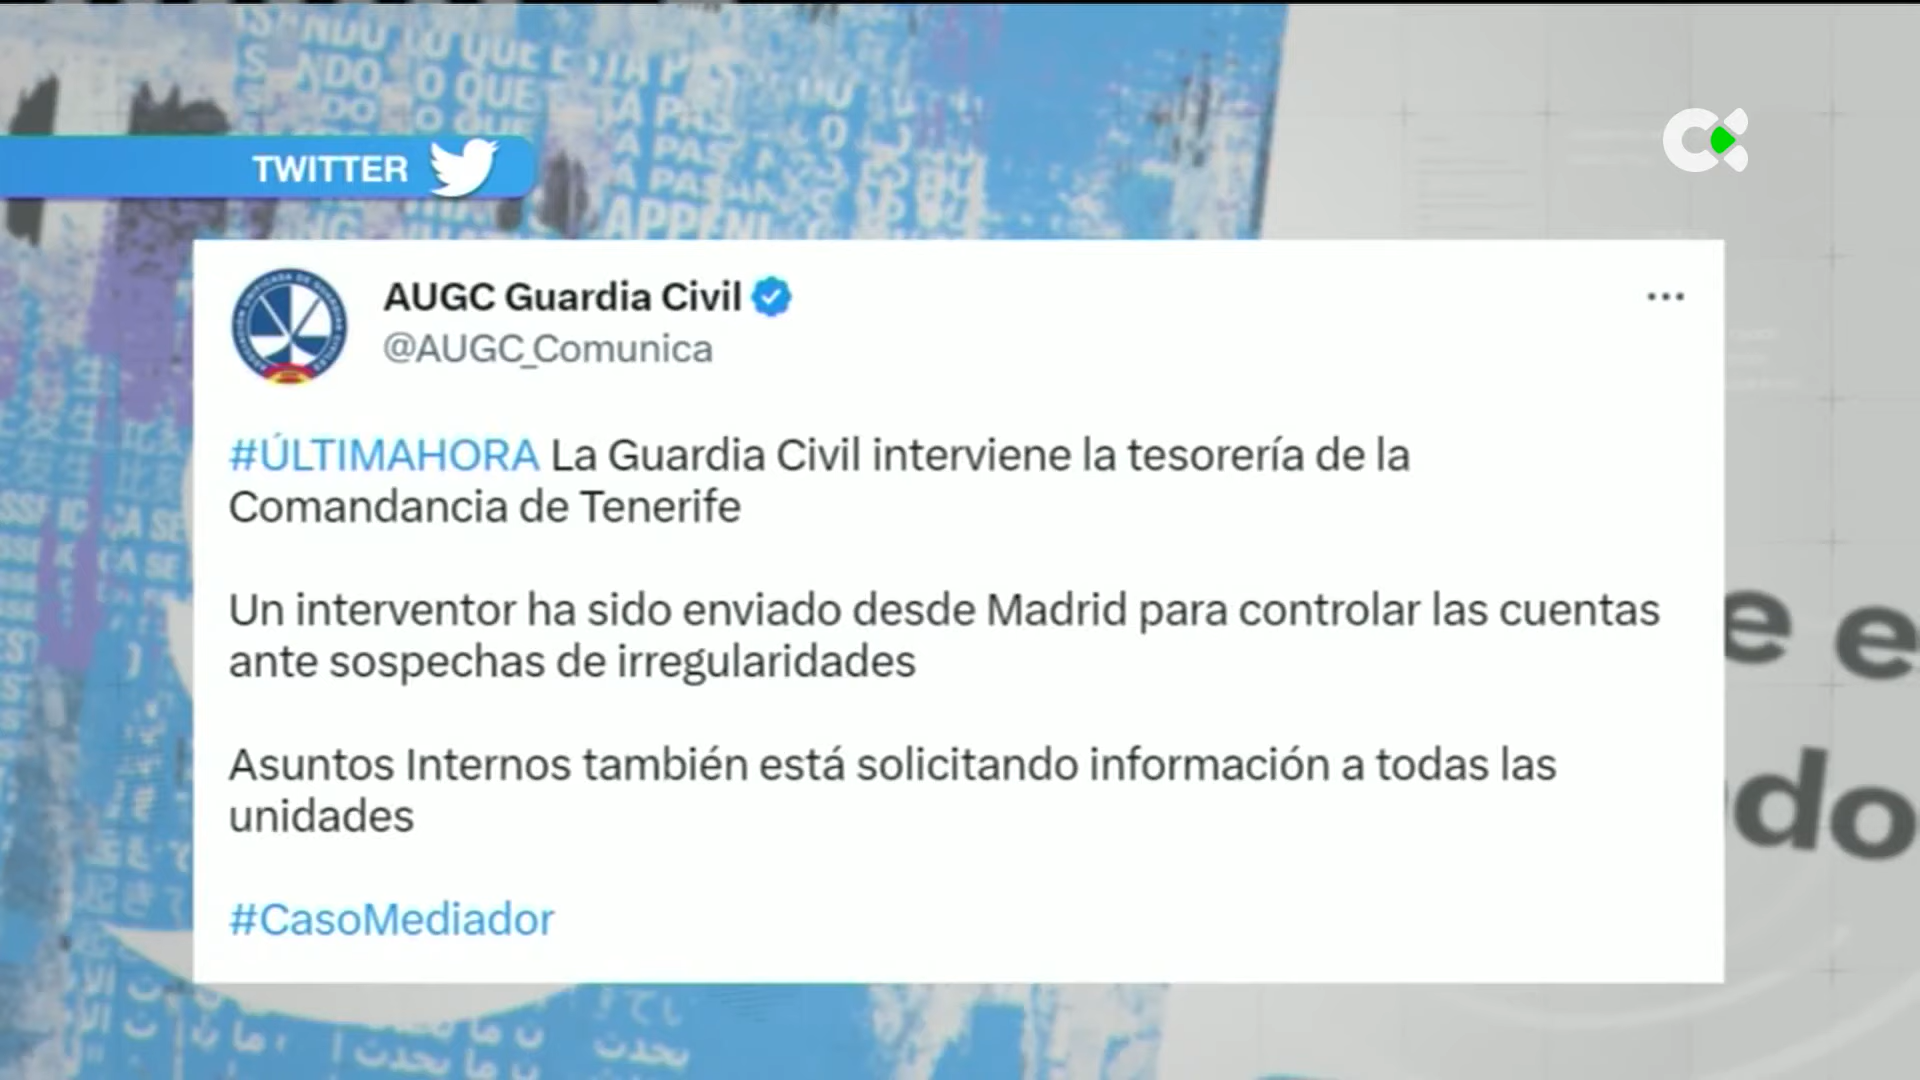 TWITTER
AUGC Guardia Civil
@AUGC_Comunica
#ÚLTIMAHORA La Guardia Civil interviene la tesorería de la
Comandancia de Tenerife
Un interventor ha sido enviado desde Madrid para controlar las cuentas
ante sospechas de irregularidades
Asuntos Internos también está solicitando información a todas las
unidades
#CasoMediador